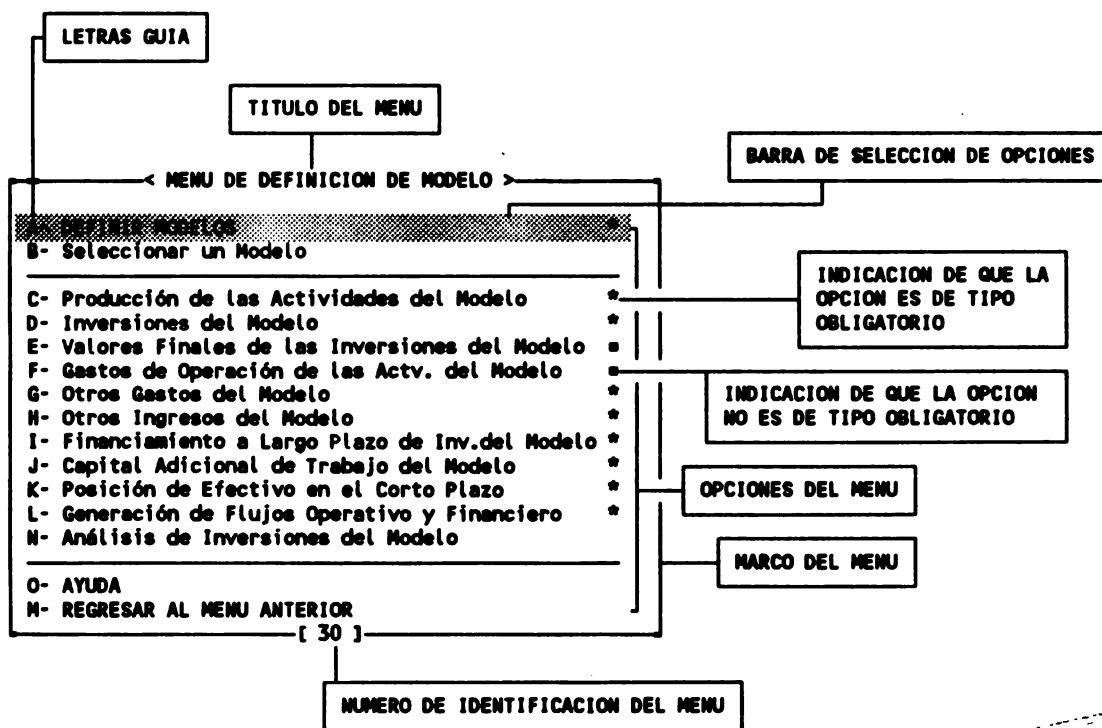 LETRAS GUIA
TITULO DEL MENU
BARRA DE SELECCION DE OPCIONES
< MENU DE DEFINICION DE MODELO >
A- DEFINIR MODELOS *
B- Seleccionar un Modelo
C- Producción de las Actividades del Modelo *
D- Inversiones del Modelo *
E- Valores Finales de las Inversiones del Modelo ▪
F- Gastos de Operación de las Actv. del Modelo ▪
G- Otros Gastos del Modelo *
H- Otros Ingresos del Modelo *
I- Financiamiento a Largo Plazo de Inv.del Modelo *
J- Capital Adicional de Trabajo del Modelo *
K- Posición de Efectivo en el Corto Plazo *
L- Generación de Flujos Operativo y Financiero *
N- Análisis de Inversiones del Modelo
O- AYUDA
M- REGRESAR AL MENU ANTERIOR
[ 30 ]
INDICACION DE QUE LA
OPCION ES DE TIPO
OBLIGATORIO
INDICACION DE QUE LA OPCION
NO ES DE TIPO OBLIGATORIO
OPCIONES DEL MENU
MARCO DEL MENU
NUMERO DE IDENTIFICACION DEL MENU